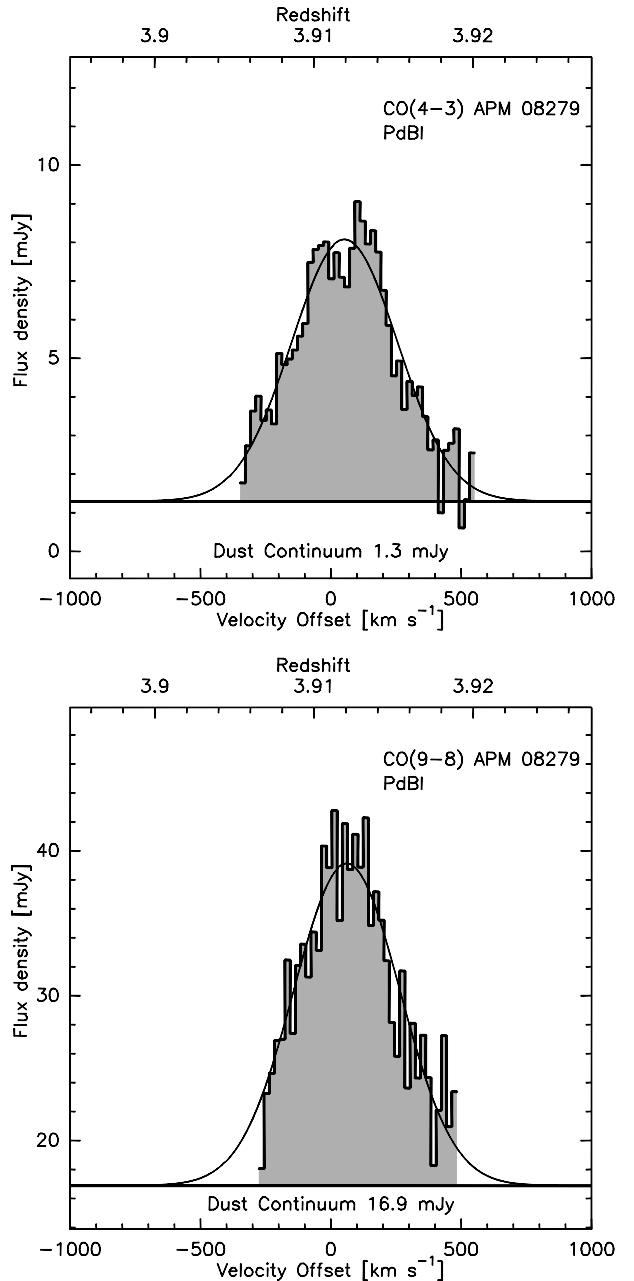 Redshift
3.9 3.91 3.92
CO(4−3) APM 08279
PdBI
10
5
0
Flux density [mJy]
Dust Continuum 1.3 mJy
−1000 −500 0 500 1000
Velocity Offset [km s⁻¹]
Redshift
3.9 3.91 3.92
CO(9−8) APM 08279
PdBI
40
30
20
Flux density [mJy]
Dust Continuum 16.9 mJy
−1000 −500 0 500 1000
Velocity Offset [km s⁻¹]